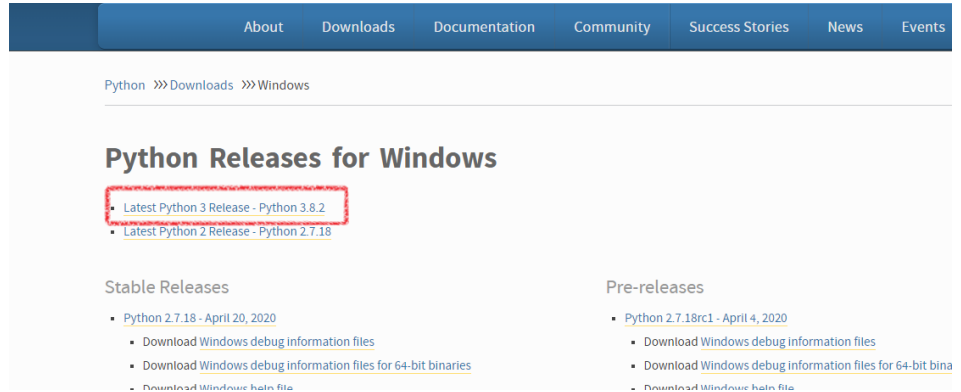 About Downloads Documentation Community Success Stories News Events
Python >>> Downloads >>> Windows
Python Releases for Windows
Latest Python 3 Release - Python 3.8.2
Latest Python 2 Release - Python 2.7.18
Stable Releases
Python 2.7.18 - April 20, 2020
Download Windows debug information files
Download Windows debug information files for 64-bit binaries
Download Windows help file
Pre-releases
Python 2.7.18rc1 - April 4, 2020
Download Windows debug information files
Download Windows debug information files for 64-bit bina
Download Windows help file